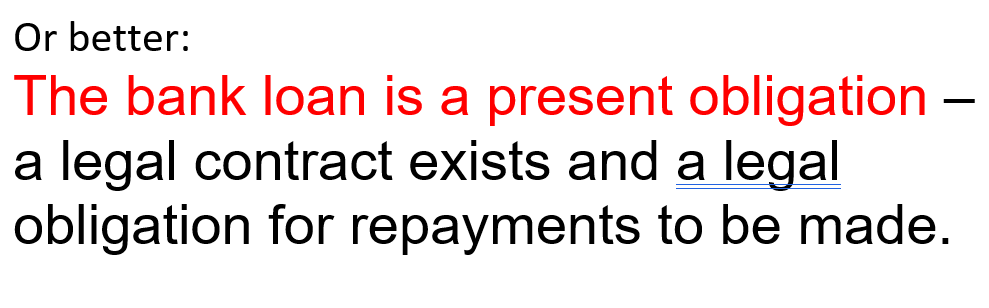 Or better:
The bank loan is a present obligation –
a legal contract exists and a legal
obligation for repayments to be made.